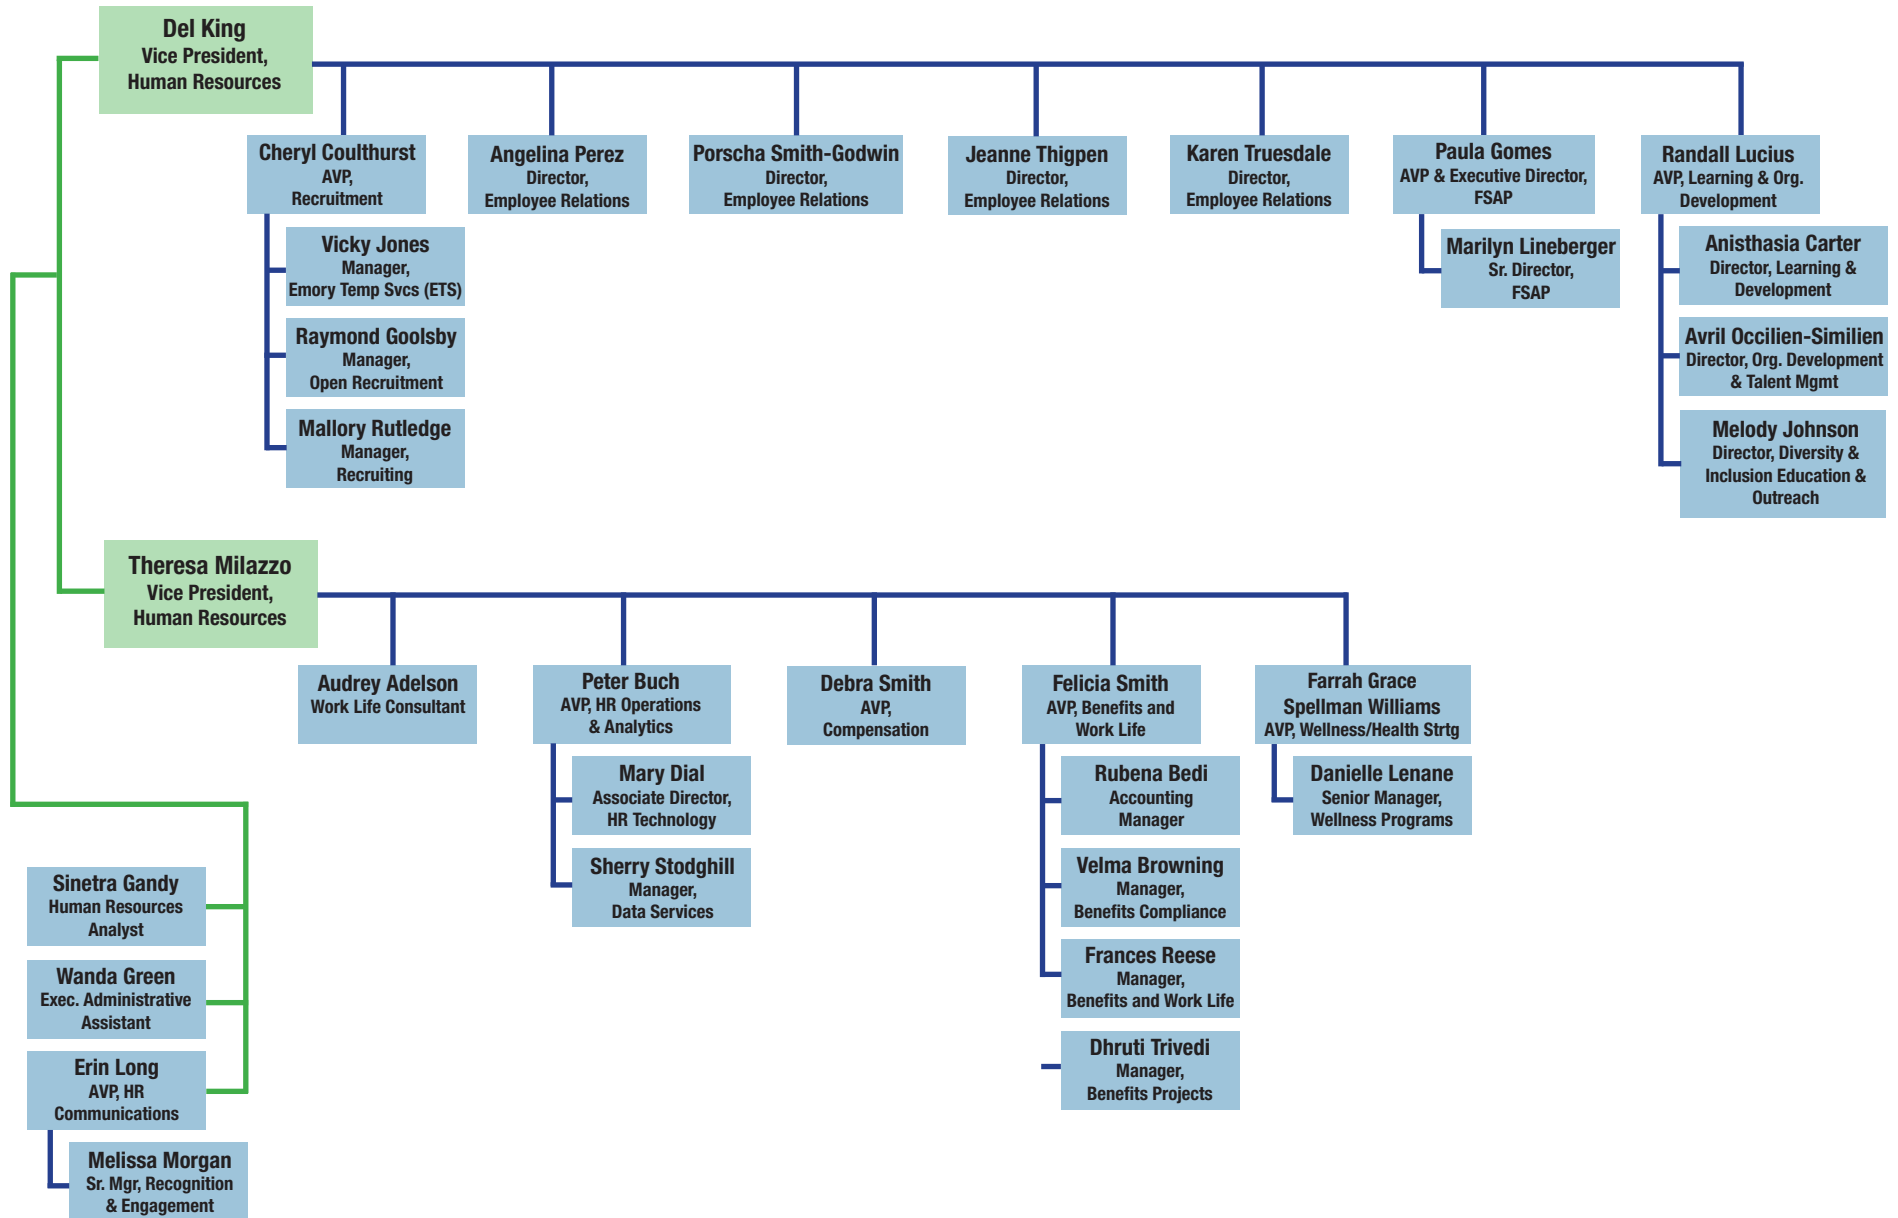 Del King
Vice President,
Human Resources
Cheryl Coulthurst
AVP,
Recruitment
Angelina Perez
Director,
Employee Relations
Porscha Smith-Godwin
Director,
Employee Relations
Jeanne Thigpen
Director,
Employee Relations
Karen Truesdale
Director,
Employee Relations
Paula Gomes
AVP & Executive Director,
FSAP
Randall Lucius
AVP, Learning & Org.
Development
Vicky Jones
Manager,
Emory Temp Svcs (ETS)
Raymond Goolsby
Manager,
Open Recruitment
Mallory Rutledge
Manager,
Recruiting
Marilyn Lineberger
Sr. Director,
FSAP
Anisthasia Carter
Director, Learning &
Development
Avril Occilien-Similien
Director, Org. Development
& Talent Mgmt
Melody Johnson
Director, Diversity &
Inclusion Education &
Outreach
Theresa Milazzo
Vice President,
Human Resources
Audrey Adelson
Work Life Consultant
Peter Buch
AVP, HR Operations
& Analytics
Debra Smith
AVP,
Compensation
Felicia Smith
AVP, Benefits and
Work Life
Farrah Grace
Spellman Williams
AVP, Wellness/Health Strtg
Mary Dial
Associate Director,
HR Technology
Sherry Stodghill
Manager,
Data Services
Rubena Bedi
Accounting
Manager
Velma Browning
Manager,
Benefits Compliance
Frances Reese
Manager,
Benefits and Work Life
Dhruti Trivedi
Manager,
Benefits Projects
Danielle Lenane
Senior Manager,
Wellness Programs
Sinetra Gandy
Human Resources
Analyst
Wanda Green
Exec. Administrative
Assistant
Erin Long
AVP, HR
Communications
Melissa Morgan
Sr. Mgr, Recognition
& Engagement